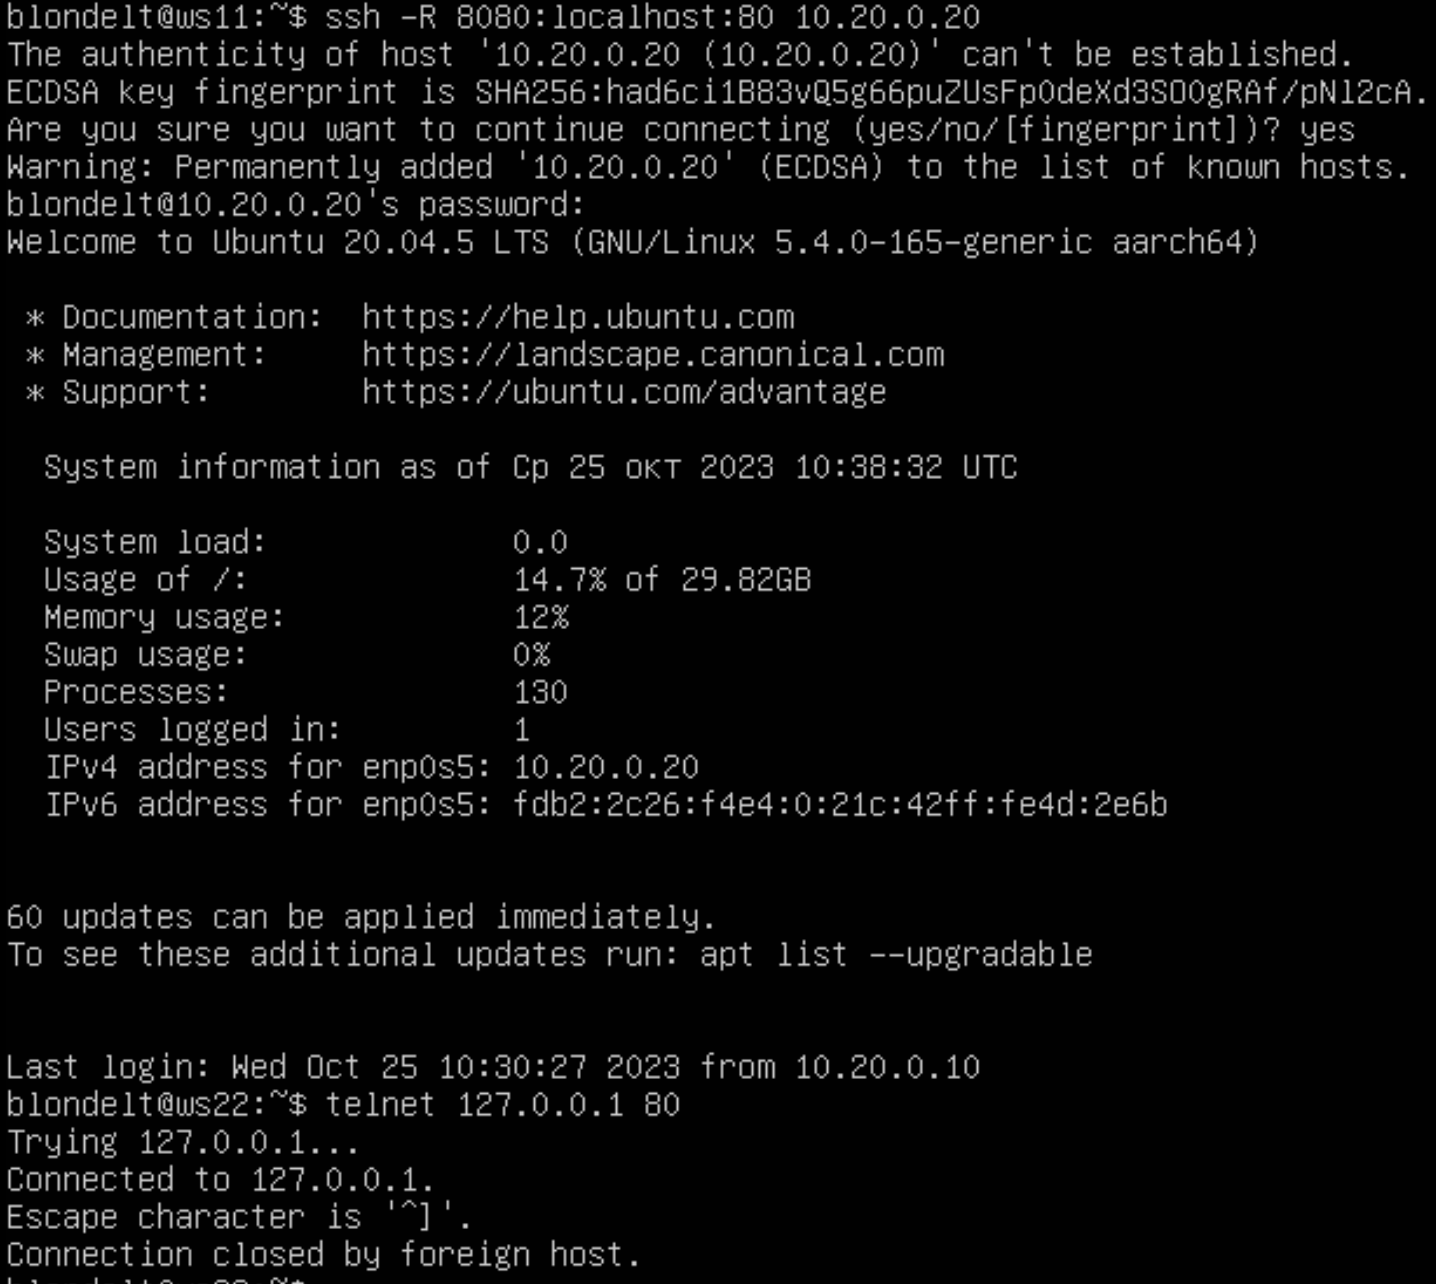 blondelt@ws11:~$ ssh -R 8080:localhost:80 10.20.0.20
The authenticity of host '10.20.0.20 (10.20.0.20)' can't be established.
ECDSA key fingerprint is SHA256:had6ci1B83vQ5g66puZUsFpOdeXd3SO0gRAf/pNl2cA.
Are you sure you want to continue connecting (yes/no/[fingerprint])? yes
Warning: Permanently added '10.20.0.20' (ECDSA) to the list of known hosts.
blondelt@10.20.0.20's password:
Welcome to Ubuntu 20.04.5 LTS (GNU/Linux 5.4.0-165-generic aarch64)
* Documentation: https://help.ubuntu.com
* Management: https://landscape.canonical.com
* Support: https://ubuntu.com/advantage
System information as of Ср 25 окт 2023 10:38:32 UTC
System load: 0.0
Usage of /: 14.7% of 29.82GB
Memory usage: 12%
Swap usage: 0%
Processes: 130
Users logged in: 1
IPv4 address for enp0s5: 10.20.0.20
IPv6 address for enp0s5: fdb2:2c26:f4e4:0:21c:42ff:fe4d:2e6b
60 updates can be applied immediately.
To see these additional updates run: apt list --upgradable
Last login: Wed Oct 25 10:30:27 2023 from 10.20.0.10
blondelt@ws22:~$ telnet 127.0.0.1 80
Trying 127.0.0.1...
Connected to 127.0.0.1.
Escape character is '^]'.
Connection closed by foreign host.